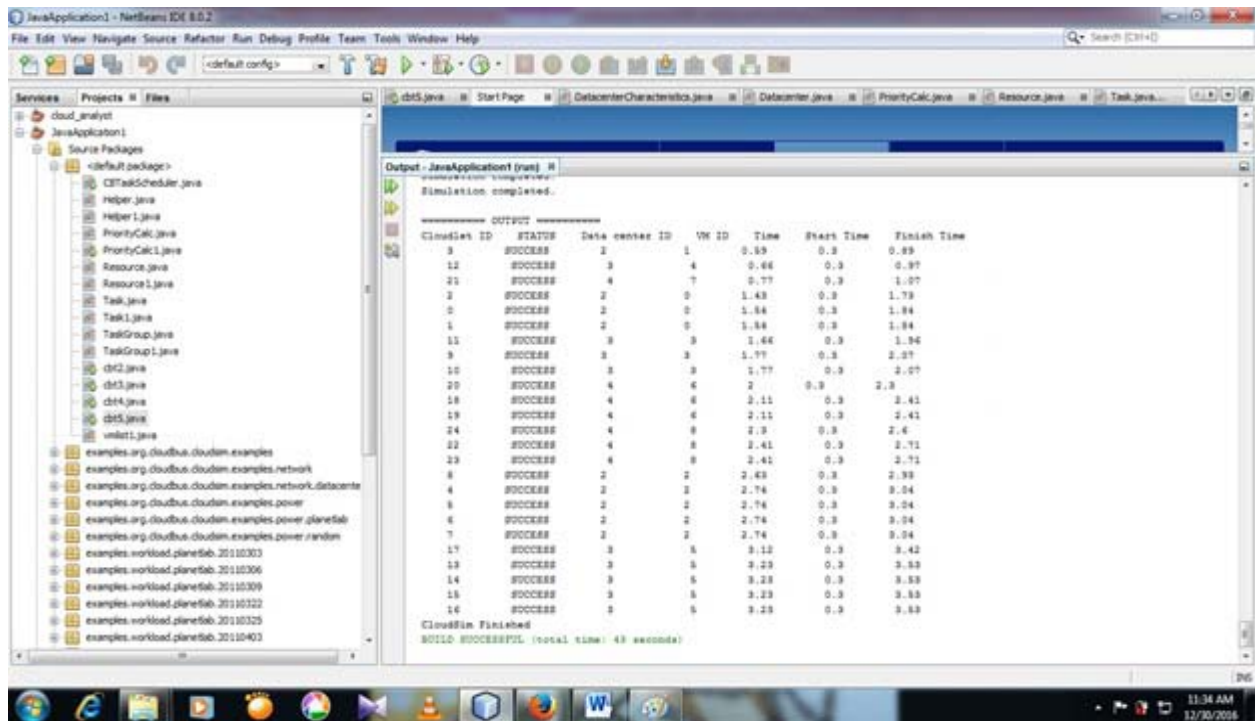 JavaApplication1 - NetBeans IDE 8.0.2
File Edit View Navigate Source Refactor Run Debug Profile Team Tools Window Help
Search (Ctrl+I)
<default config>
Services Projects Files
cbt5.java Start Page DatacenterCharacteristics.java Datacenter.java PriorityCalc.java Resource.java Task.java...
cloud_analyst
JavaApplication1
Source Packages
<default package>
CBTaskScheduler.java
Helper.java
Helper1.java
PriorityCalc.java
PriorityCalc1.java
Resource.java
Resource1.java
Task.java
Task1.java
TaskGroup.java
TaskGroup1.java
cbt2.java
cbt3.java
cbt4.java
cbt5.java
vmlist1.java
examples.org.cloudbus.cloudsim.examples
examples.org.cloudbus.cloudsim.examples.network
examples.org.cloudbus.cloudsim.examples.network.datacente
examples.org.cloudbus.cloudsim.examples.power
examples.org.cloudbus.cloudsim.examples.power.planetlab
examples.org.cloudbus.cloudsim.examples.power.random
examples.workload.planetlab.20110303
examples.workload.planetlab.20110306
examples.workload.planetlab.20110309
examples.workload.planetlab.20110322
examples.workload.planetlab.20110325
examples.workload.planetlab.20110403
Output - JavaApplication1 (run)
Simulation completed.
Simulation completed.
========== OUTPUT ==========
Cloudlet ID STATUS Data center ID VM ID Time Start Time Finish Time
3 SUCCESS 2 1 0.59 0.3 0.89
12 SUCCESS 3 4 0.66 0.3 0.97
21 SUCCESS 4 7 0.77 0.3 1.07
2 SUCCESS 2 0 1.43 0.3 1.73
0 SUCCESS 2 0 1.54 0.3 1.84
1 SUCCESS 2 0 1.54 0.3 1.84
11 SUCCESS 3 3 1.66 0.3 1.96
9 SUCCESS 3 3 1.77 0.3 2.07
10 SUCCESS 3 3 1.77 0.3 2.07
20 SUCCESS 4 6 2 0.3 2.3
18 SUCCESS 4 6 2.11 0.3 2.41
19 SUCCESS 4 6 2.11 0.3 2.41
24 SUCCESS 4 8 2.3 0.3 2.6
22 SUCCESS 4 8 2.41 0.3 2.71
23 SUCCESS 4 8 2.41 0.3 2.71
8 SUCCESS 2 2 2.63 0.3 2.93
4 SUCCESS 2 2 2.74 0.3 3.04
5 SUCCESS 2 2 2.74 0.3 3.04
6 SUCCESS 2 2 2.74 0.3 3.04
7 SUCCESS 2 2 2.74 0.3 3.04
17 SUCCESS 3 5 3.12 0.3 3.42
13 SUCCESS 3 5 3.23 0.3 3.53
14 SUCCESS 3 5 3.23 0.3 3.53
15 SUCCESS 3 5 3.23 0.3 3.53
16 SUCCESS 3 5 3.23 0.3 3.53
CloudSim Finished
BUILD SUCCESSFUL (total time: 43 seconds)
INS
11:34 AM
12/30/2016